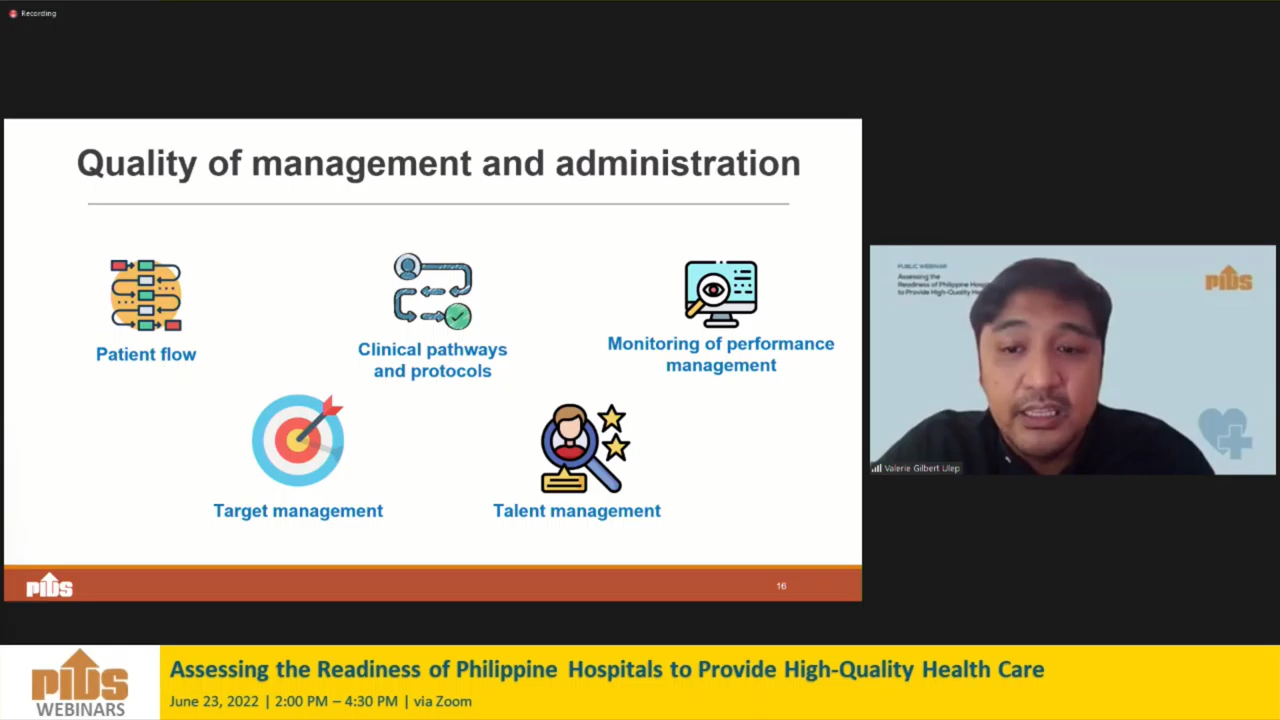 Recording
Quality of management and administration
Patient flow
Clinical pathways
and protocols
Monitoring of performance
management
Target management
Talent management
PIDS
16
PUBLIC WEBINAR
Assessing the
Readiness of Philippine
to Provide High-Quality
PIDS
Valerie Gilbert Ulep
PIDS
WEBINARS
Assessing the Readiness of Philippine Hospitals to Provide High-Quality Health Care
June 23, 2022 | 2:00 PM – 4:30 PM | via Zoom